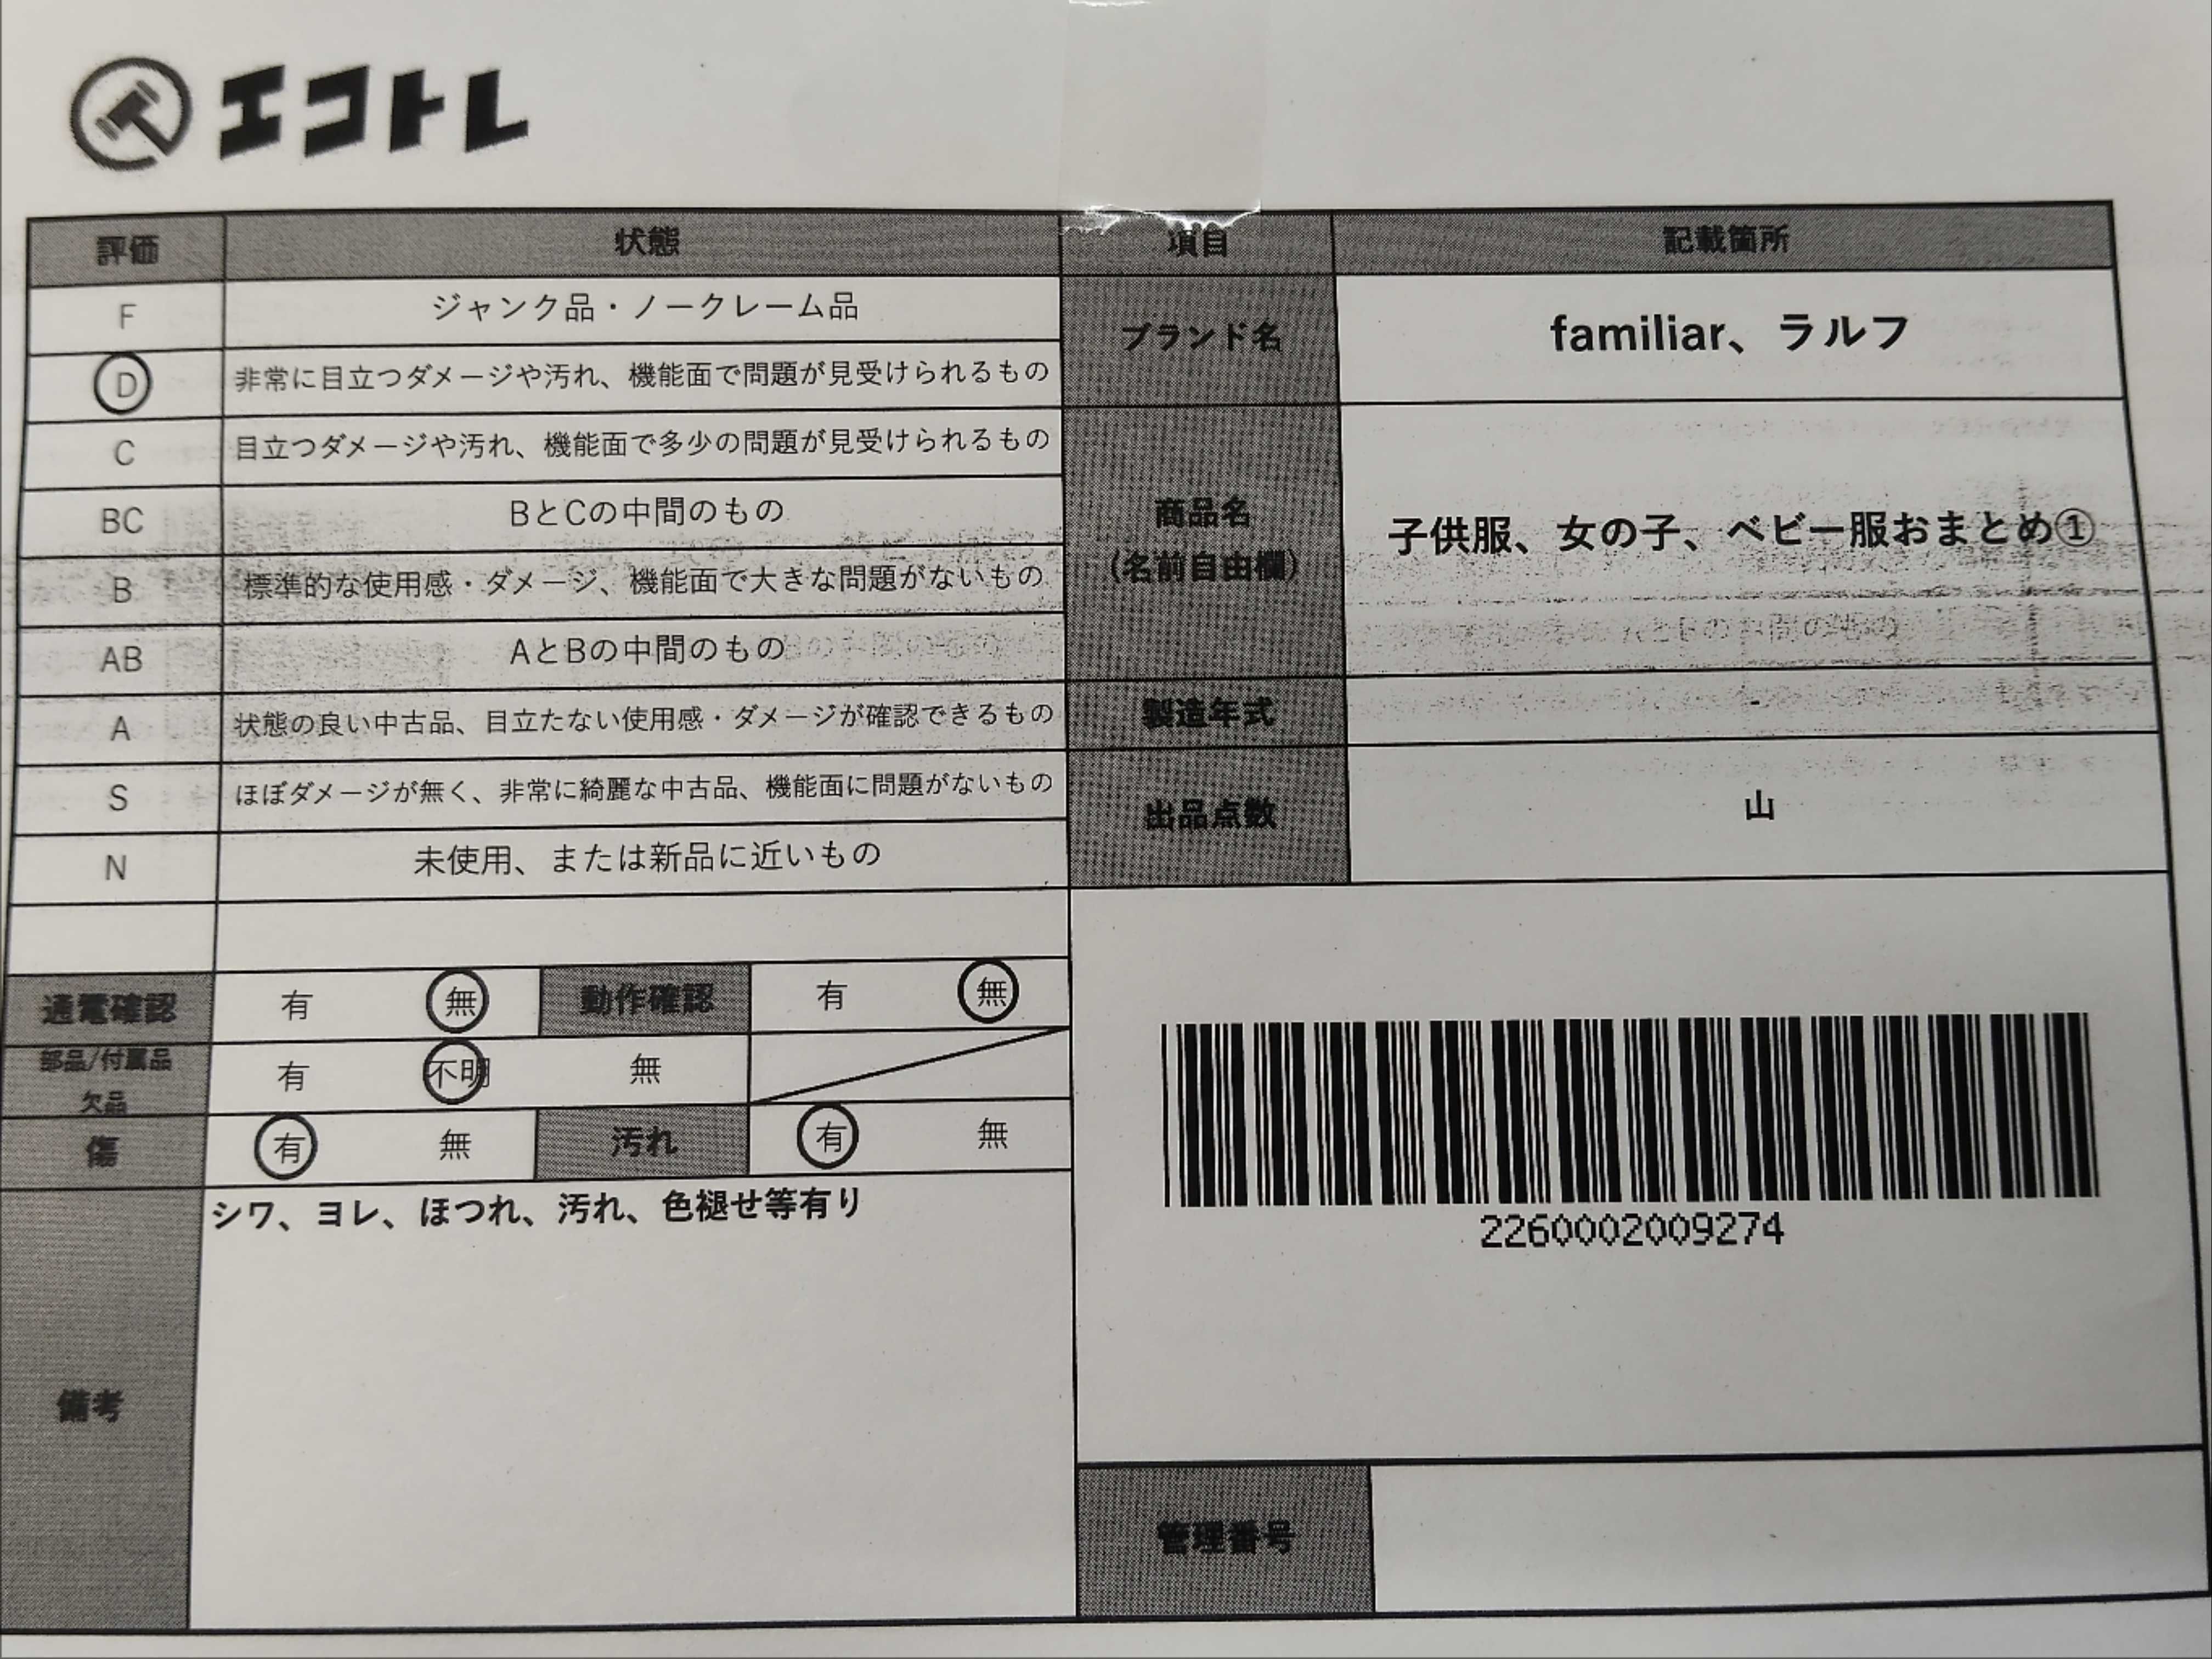 エコトレ
評価 状態 項目 記載箇所
F ジャンク品・ノークレーム品
D 非常に目立つダメージや汚れ、機能面で問題が見受けられるもの
C 目立つダメージや汚れ、機能面で多少の問題が見受けられるもの
BC BとCの中間のもの
B 標準的な使用感・ダメージ、機能面で大きな問題がないもの
AB AとBの中間のもの
A 状態の良い中古品、目立たない使用感・ダメージが確認できるもの
S ほぼダメージが無く、非常に綺麗な中古品、機能面に問題がないもの
N 未使用、または新品に近いもの
ブランド名 familiar、ラルフ
商品名
(名前自由欄)
子供服、女の子、ベビー服おまとめ①
製造年式 -
出品点数 山
通電確認 有 無 動作確認 有 無
部品/付属品
欠品
有 不明 無
傷 有 無 汚れ 有 無
備考
シワ、ヨレ、ほつれ、汚れ、色褪せ等有り
2260002009274
管理番号